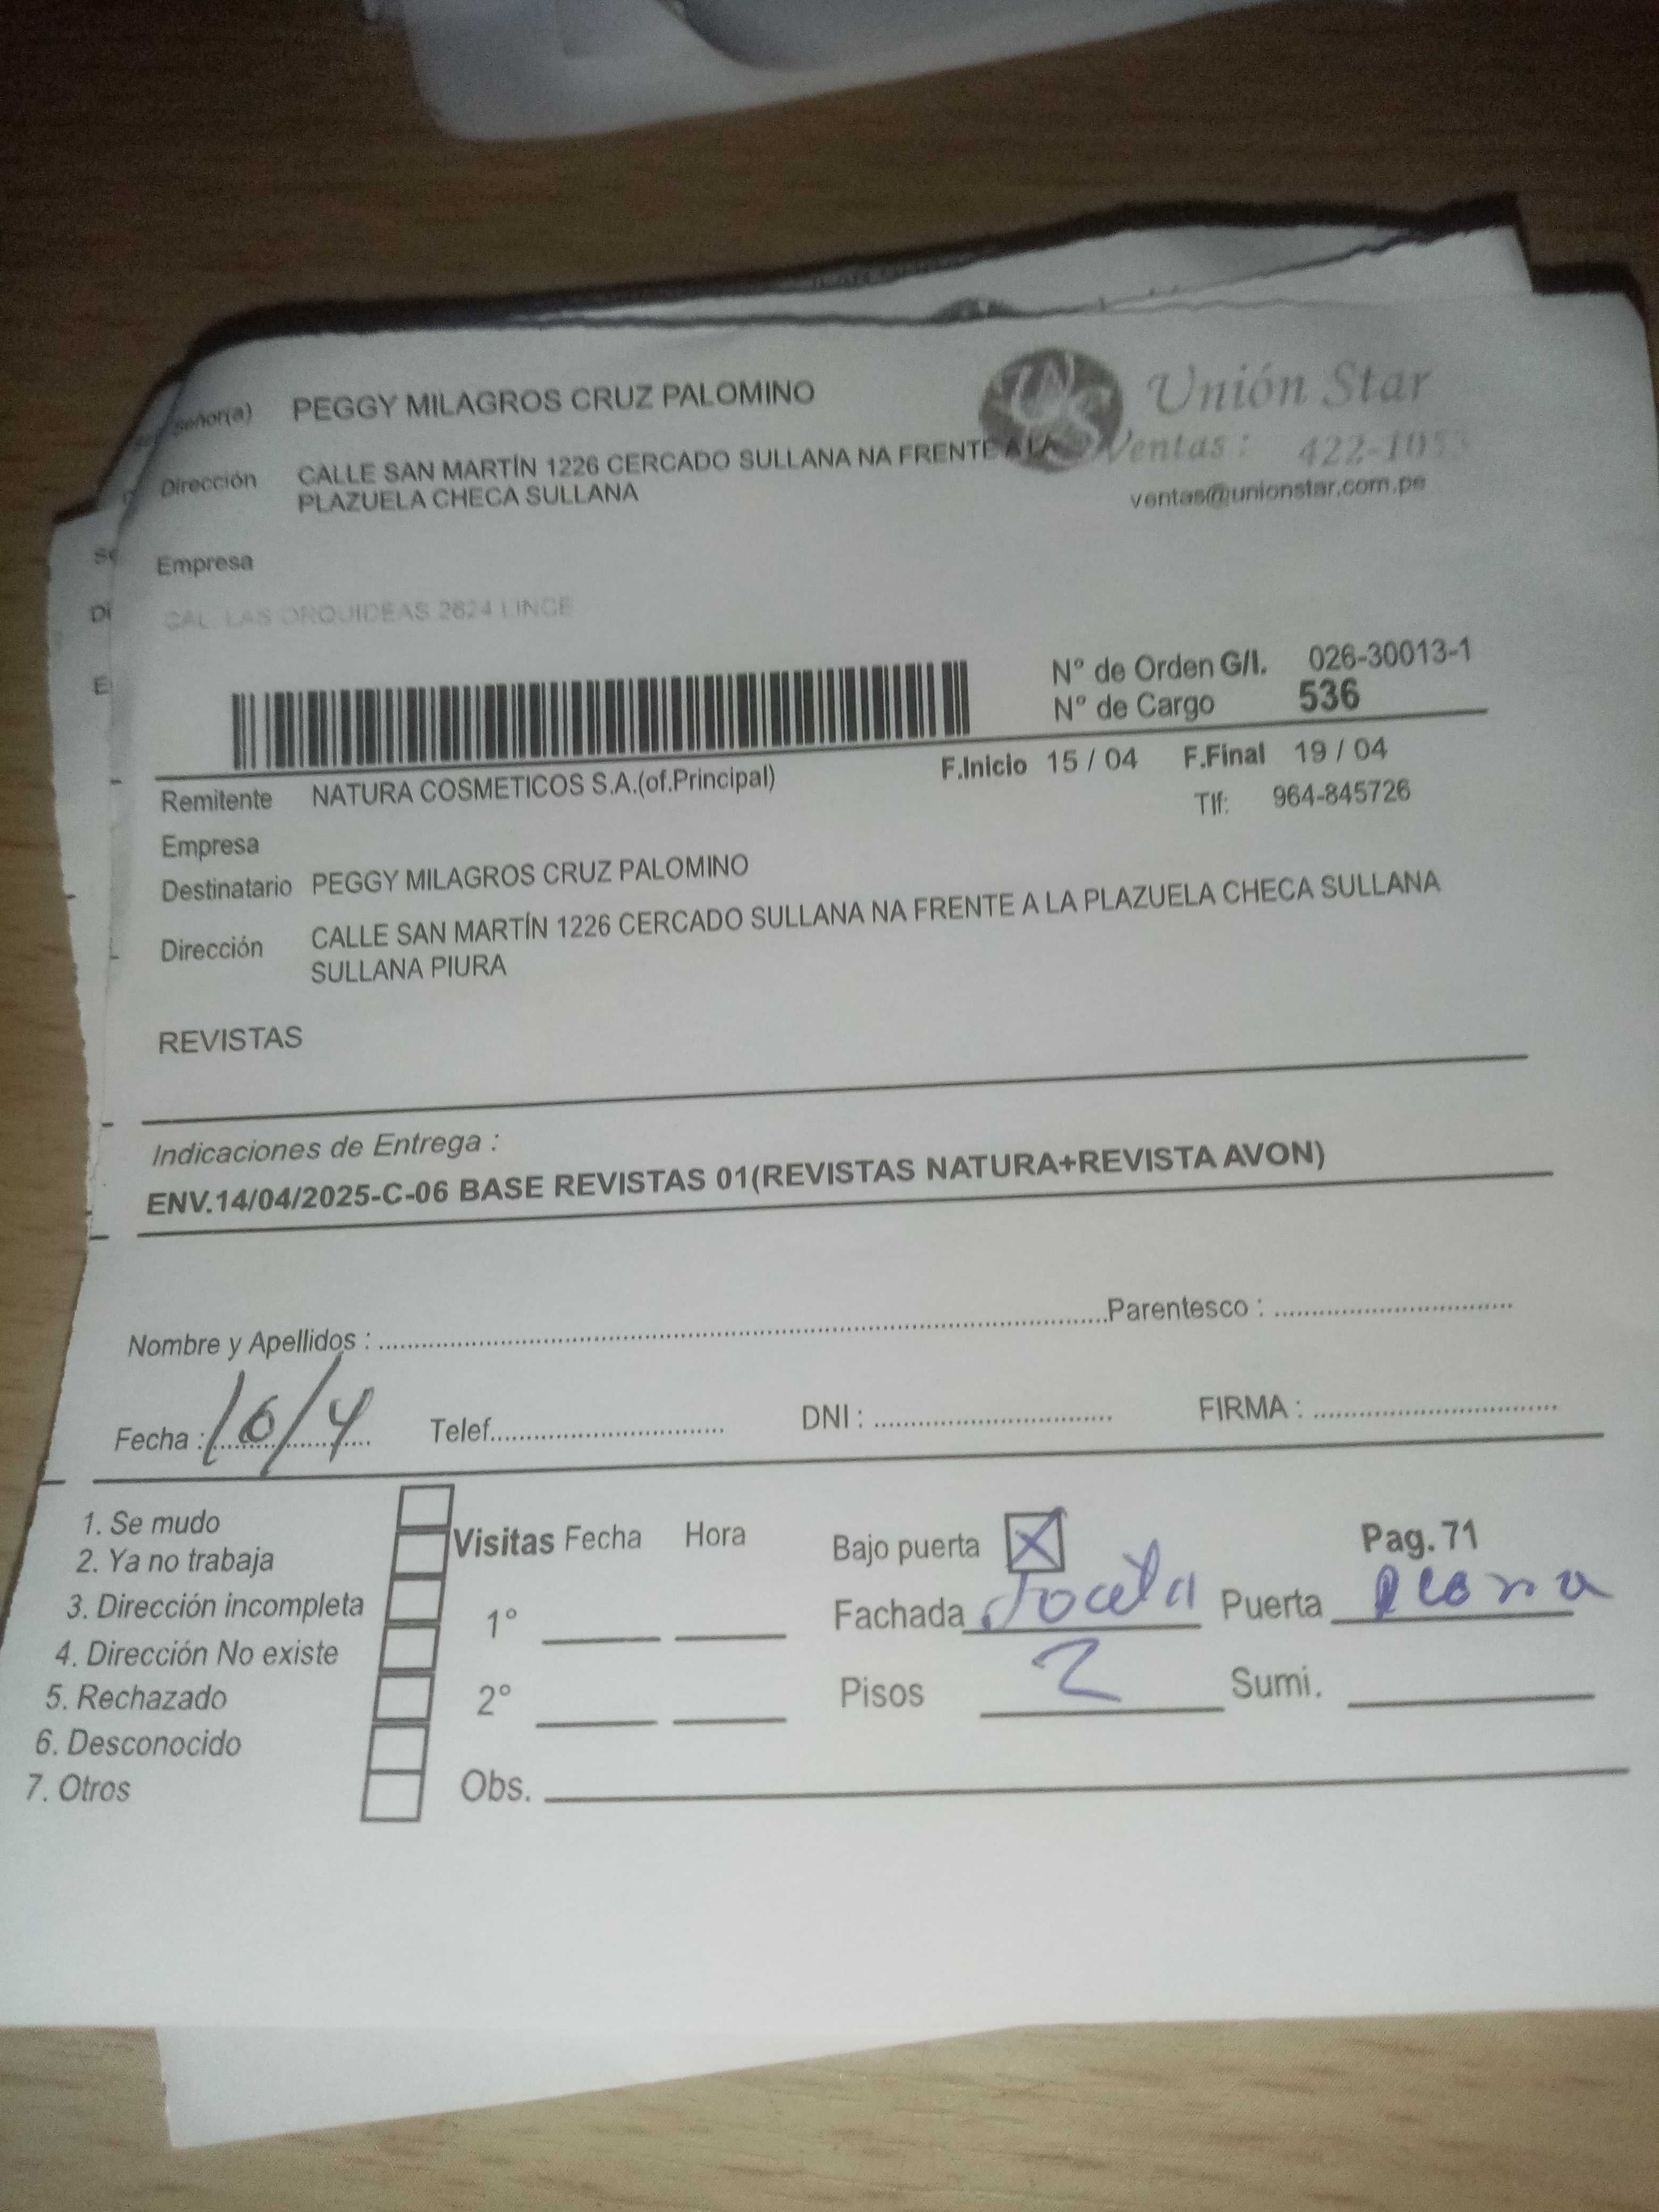 Señor(a) PEGGY MILAGROS CRUZ PALOMINO
Unión Star
Dirección CALLE SAN MARTÍN 1226 CERCADO SULLANA NA FRENTE A LA
PLAZUELA CHECA SULLANA
Ventas : 422-1053
ventas@unionstar.com.pe
Empresa
CAL. LAS ORQUIDEAS 2624 LINCE
N° de Orden G/I. 026-30013-1
N° de Cargo 536
Remitente NATURA COSMETICOS S.A.(of.Principal)
F.Inicio 15 / 04 F.Final 19 / 04
Tlf: 964-845726
Empresa
Destinatario PEGGY MILAGROS CRUZ PALOMINO
Dirección CALLE SAN MARTÍN 1226 CERCADO SULLANA NA FRENTE A LA PLAZUELA CHECA SULLANA
SULLANA PIURA
REVISTAS
Indicaciones de Entrega :
ENV.14/04/2025-C-06 BASE REVISTAS 01(REVISTAS NATURA+REVISTA AVON)
Nombre y Apellidos : Parentesco :
Fecha : 16/4 Telef. DNI : FIRMA :
1. Se mudo
2. Ya no trabaja
3. Dirección incompleta
4. Dirección No existe
5. Rechazado
6. Desconocido
7. Otros
Visitas Fecha Hora
1°
2°
Obs.
Bajo puerta X Pag. 71
Fachada Puerta
Pisos 2 Sumi.